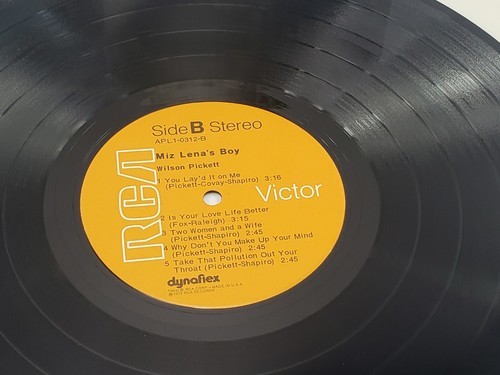 Side B Stereo
APL1-0312-B
Miz Lena's Boy
Wilson Pickett
1 You Lay'd It on Me
(Pickett-Covay-Shapiro) 3:16
RCA Victor
2 Is Your Love Life Better
(Fox-Raleigh) 3:15
3 Two Women and a Wife
(Pickett-Shapiro) 2:45
4 Why Don't You Make Up Your Mind
(Pickett-Shapiro) 2:45
5 Take That Pollution Out Your
Throat (Pickett-Shapiro) 2:45
dynaflex